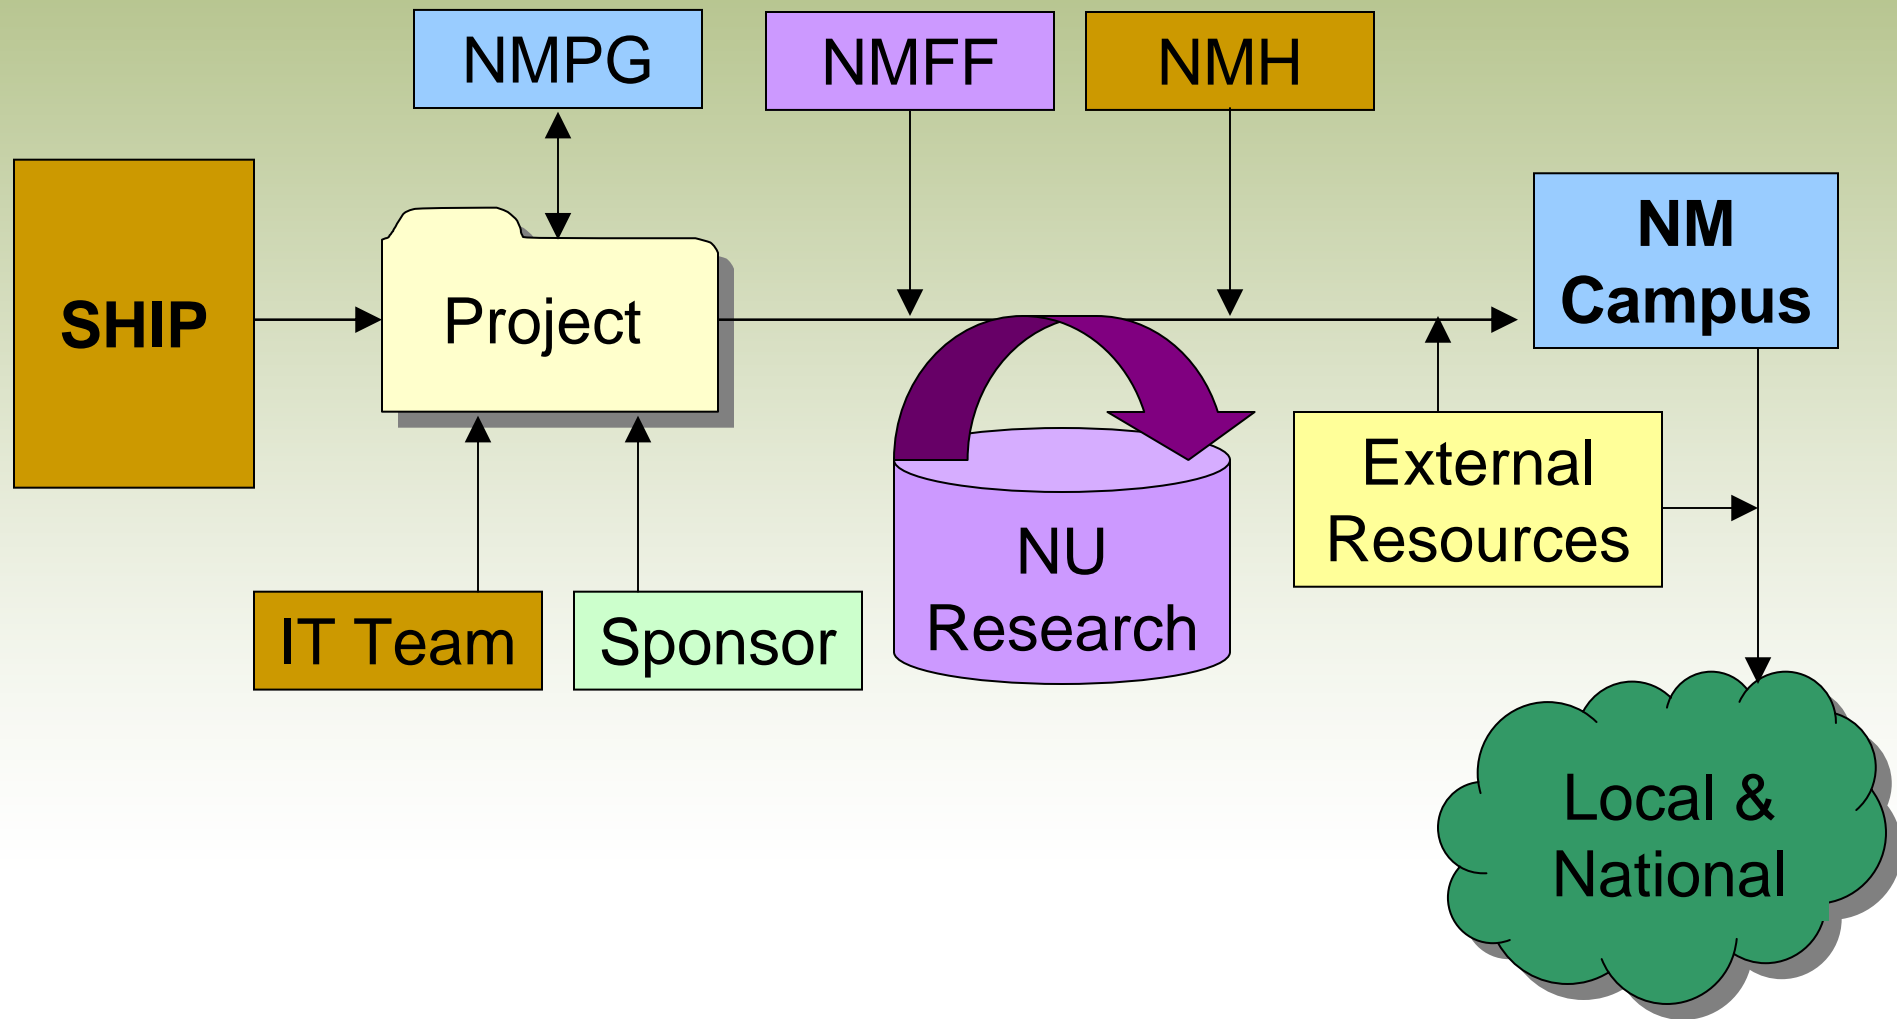 NMPG
NMFF
NMH
SHIP
Project
NM
Campus
External
Resources
NU
Research
IT Team
Sponsor
Local &
National